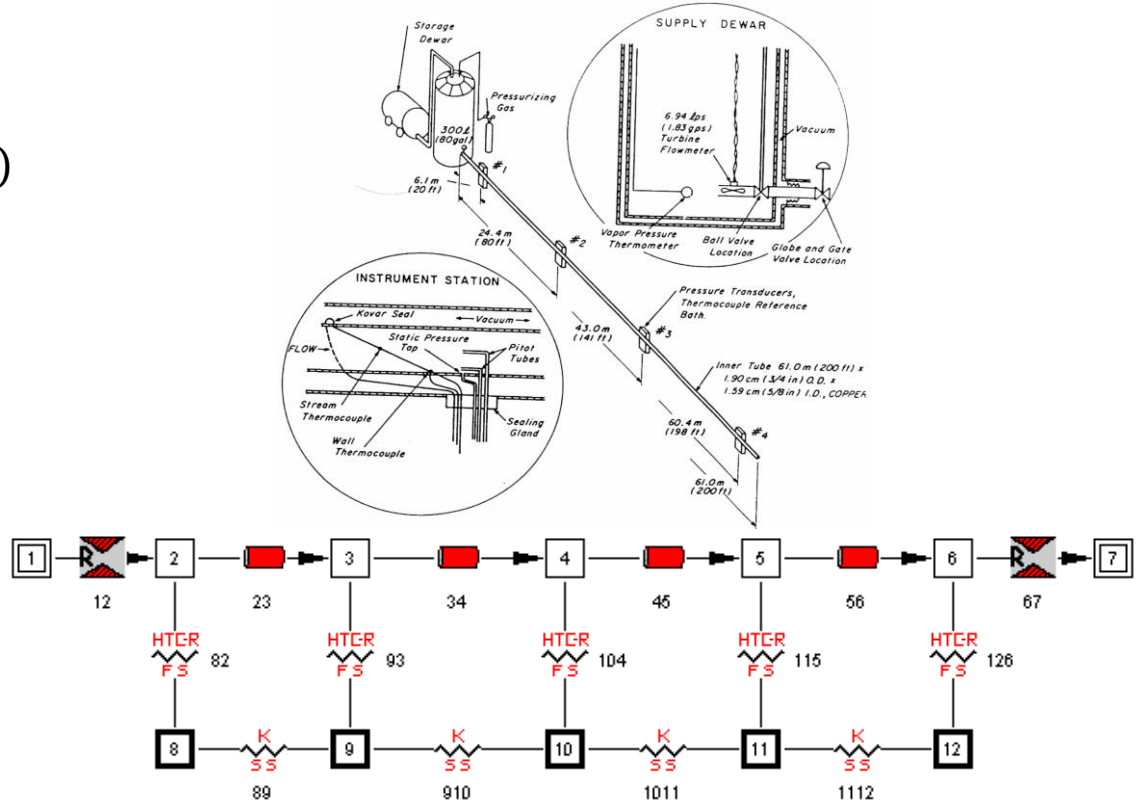 )
Storage
Dewar
Pressurizing
Gas
300ℓ
(80gal)
#1
6.1 m
(20 ft)
24.4 m
(80 ft)
#2
43.0 m
(141 ft)
#3
Pressure Transducers,
Thermocouple Reference
Bath.
Inner Tube 61.0 m (200 ft) x
1.90 cm (3/4 in) O.D. x
1.59 cm (5/8 in) I.D., COPPER
60.4 m
(198 ft)
#4
61.0 m
(200 ft)
SUPPLY DEWAR
6.94 ℓps
(1.83 gps)
Turbine
Flowmeter
Vacuum
Vapor Pressure
Thermometer
Ball Valve
Location
Globe and Gate
Valve Location
INSTRUMENT STATION
Kovar Seal
Vacuum
Static Pressure
Tap
Pitot
Tubes
FLOW
Stream
Thermocouple
Wall
Thermocouple
Sealing
Gland
1 R 2 3 4 5 6 R 7
12 23 34 45 56 67
HTC-R HTC-R HTC-R HTC-R HTC-R
82 93 104 115 126
FS FS FS FS FS
K K K K
8 9 10 11 12
SS SS SS SS
89 910 1011 1112